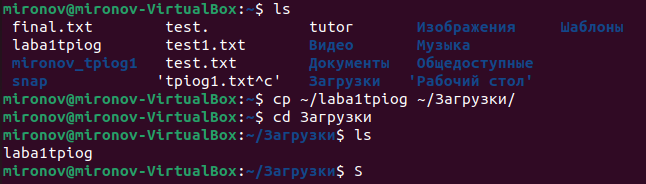 mironov@mironov-VirtualBox:~$ ls
final.txt test. tutor Изображения Шаблоны
laba1tpiog test1.txt Видео Музыка
mironov_tpiog1 test.txt Документы Общедоступные
snap 'tpiog1.txt^c' Загрузки 'Рабочий стол'
mironov@mironov-VirtualBox:~$ cp ~/laba1tpiog ~/Загрузки/
mironov@mironov-VirtualBox:~$ cd Загрузки
mironov@mironov-VirtualBox:~/Загрузки$ ls
laba1tpiog
mironov@mironov-VirtualBox:~/Загрузки$ S